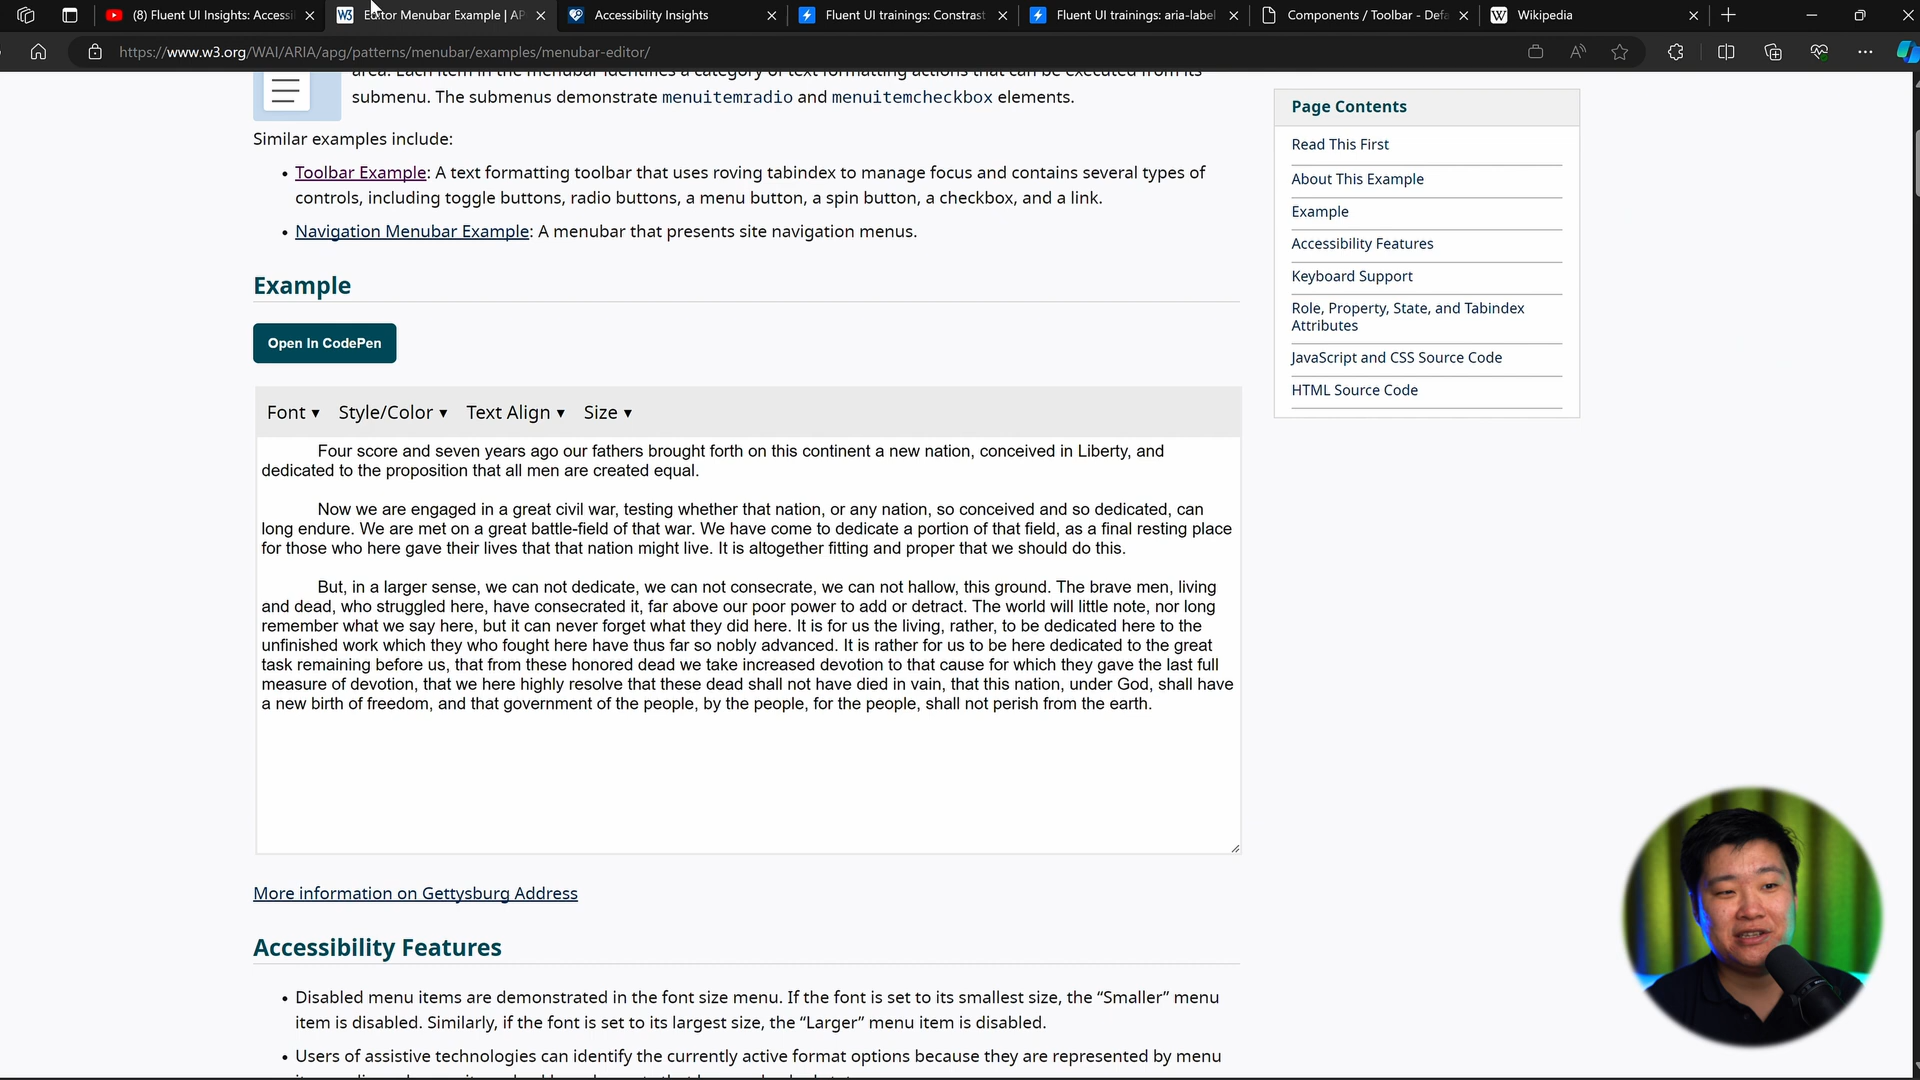 (8) Fluent UI Insights: Accessi
Editor Menubar Example | AP
Accessibility Insights
Fluent UI trainings: Constrast
Fluent UI trainings: aria-label
Components / Toolbar - Defa
Wikipedia
https://www.w3.org/WAI/ARIA/apg/patterns/menubar/examples/menubar-editor/
area. Each item in the menubar identifies a category of text formatting actions that can be executed from its
submenu. The submenus demonstrate menuitemradio and menuitemcheckbox elements.
Similar examples include:
• Toolbar Example: A text formatting toolbar that uses roving tabindex to manage focus and contains several types of
controls, including toggle buttons, radio buttons, a menu button, a spin button, a checkbox, and a link.
• Navigation Menubar Example: A menubar that presents site navigation menus.
Example
Open In CodePen
Font ▾ Style/Color ▾ Text Align ▾ Size ▾
Four score and seven years ago our fathers brought forth on this continent a new nation, conceived in Liberty, and
dedicated to the proposition that all men are created equal.
Now we are engaged in a great civil war, testing whether that nation, or any nation, so conceived and so dedicated, can
long endure. We are met on a great battle-field of that war. We have come to dedicate a portion of that field, as a final resting place
for those who here gave their lives that that nation might live. It is altogether fitting and proper that we should do this.
But, in a larger sense, we can not dedicate, we can not consecrate, we can not hallow, this ground. The brave men, living
and dead, who struggled here, have consecrated it, far above our poor power to add or detract. The world will little note, nor long
remember what we say here, but it can never forget what they did here. It is for us the living, rather, to be dedicated here to the
unfinished work which they who fought here have thus far so nobly advanced. It is rather for us to be here dedicated to the great
task remaining before us, that from these honored dead we take increased devotion to that cause for which they gave the last full
measure of devotion, that we here highly resolve that these dead shall not have died in vain, that this nation, under God, shall have
a new birth of freedom, and that government of the people, by the people, for the people, shall not perish from the earth.
More information on Gettysburg Address
Accessibility Features
• Disabled menu items are demonstrated in the font size menu. If the font is set to its smallest size, the “Smaller” menu
item is disabled. Similarly, if the font is set to its largest size, the “Larger” menu item is disabled.
• Users of assistive technologies can identify the currently active format options because they are represented by menu
Page Contents
Read This First
About This Example
Example
Accessibility Features
Keyboard Support
Role, Property, State, and Tabindex
Attributes
JavaScript and CSS Source Code
HTML Source Code